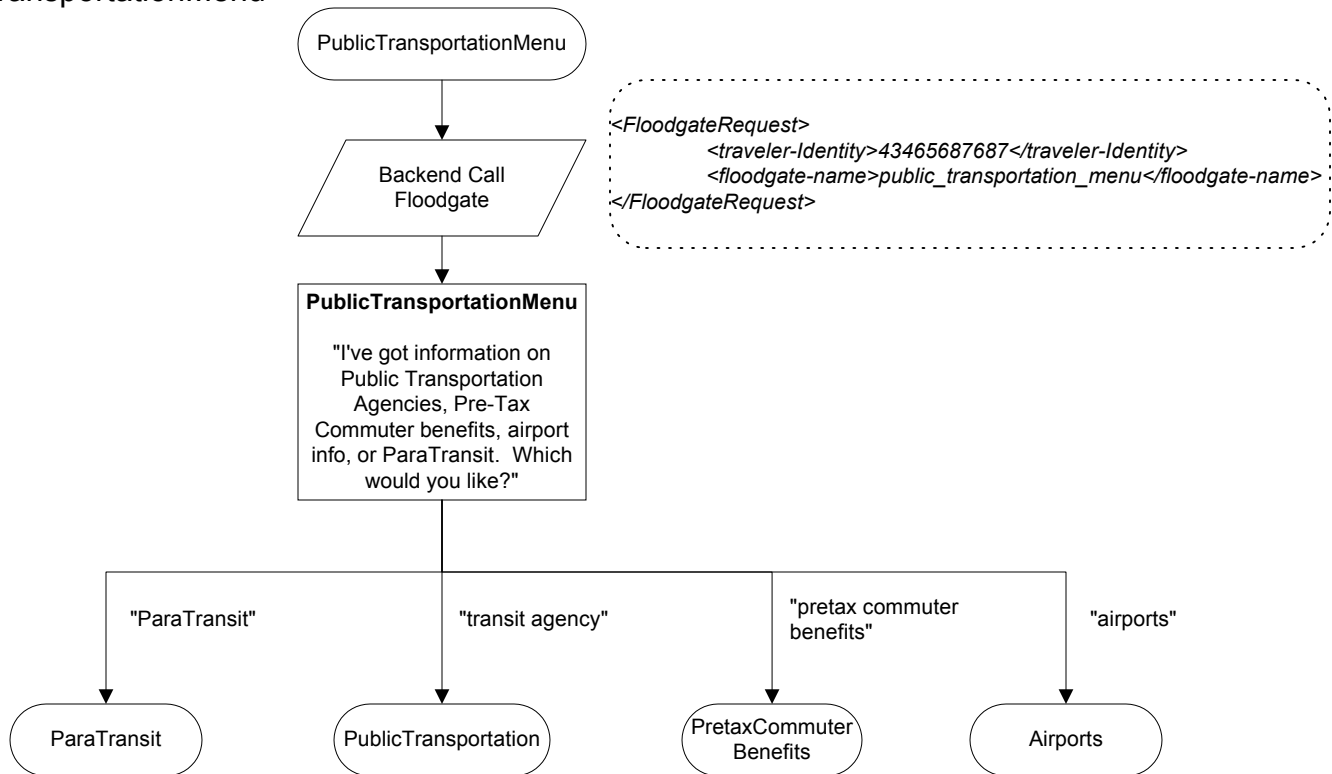 PublicTransportationMenu
Backend Call
Floodgate
<FloodgateRequest>
<traveler-Identity>43465687687</traveler-Identity>
<floodgate-name>public_transportation_menu</floodgate-name>
</FloodgateRequest>
PublicTransportationMenu
"I've got information on
Public Transportation
Agencies, Pre-Tax
Commuter benefits, airport
info, or ParaTransit.  Which
would you like?"
"ParaTransit"
"transit agency"
"pretax commuter
benefits"
"airports"
ParaTransit
PublicTransportation
PretaxCommuter
Benefits
Airports